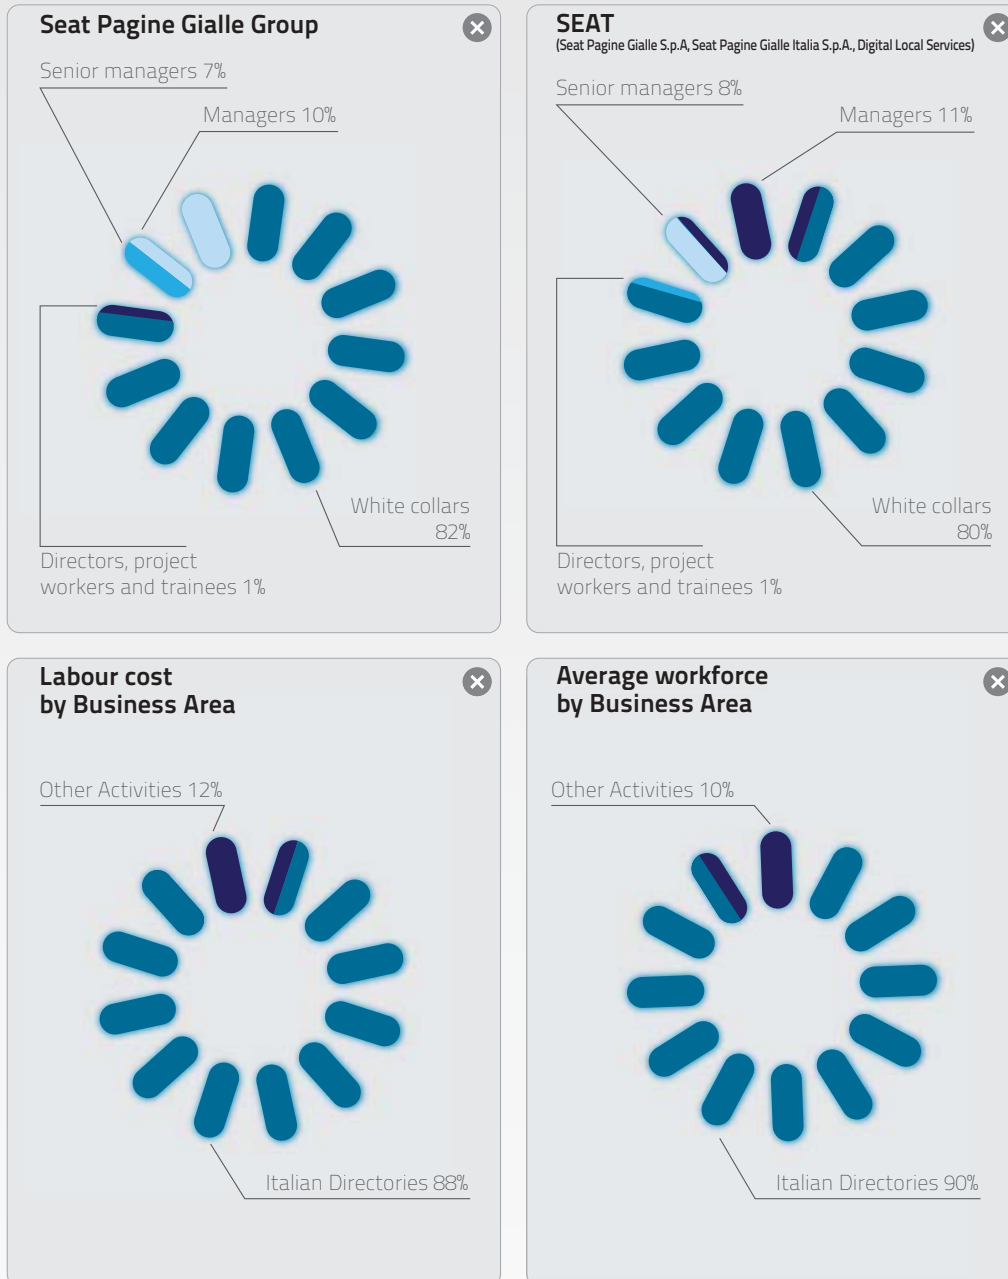 Seat Pagine Gialle Group
Senior managers 7%
Managers 10%
White collars
82%
Directors, project
workers and trainees 1%
SEAT
(Seat Pagine Gialle S.p.A, Seat Pagine Gialle Italia S.p.A., Digital Local Services)
Senior managers 8%
Managers 11%
White collars
80%
Directors, project
workers and trainees 1%
Labour cost
by Business Area
Other Activities 12%
Italian Directories 88%
Average workforce
by Business Area
Other Activities 10%
Italian Directories 90%